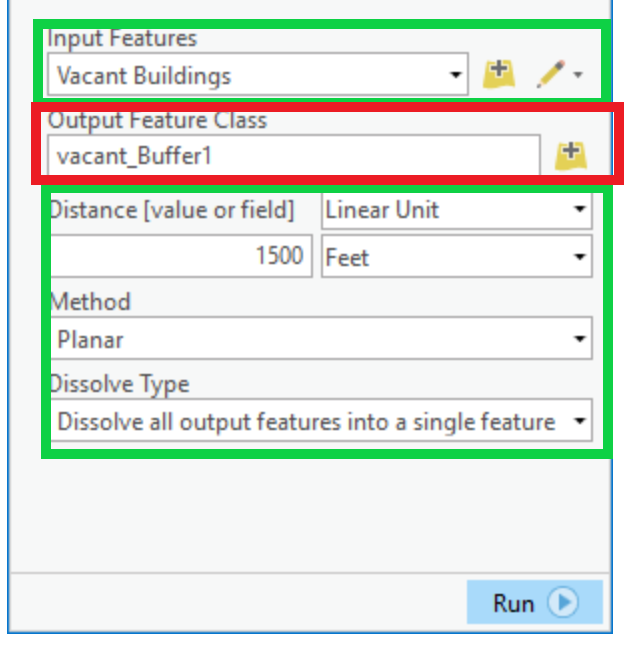 Input Features
Vacant Buildings
Output Feature Class
vacant_Buffer1
Distance [value or field] Linear Unit
1500 Feet
Method
Planar
Dissolve Type
Dissolve all output features into a single feature
Run